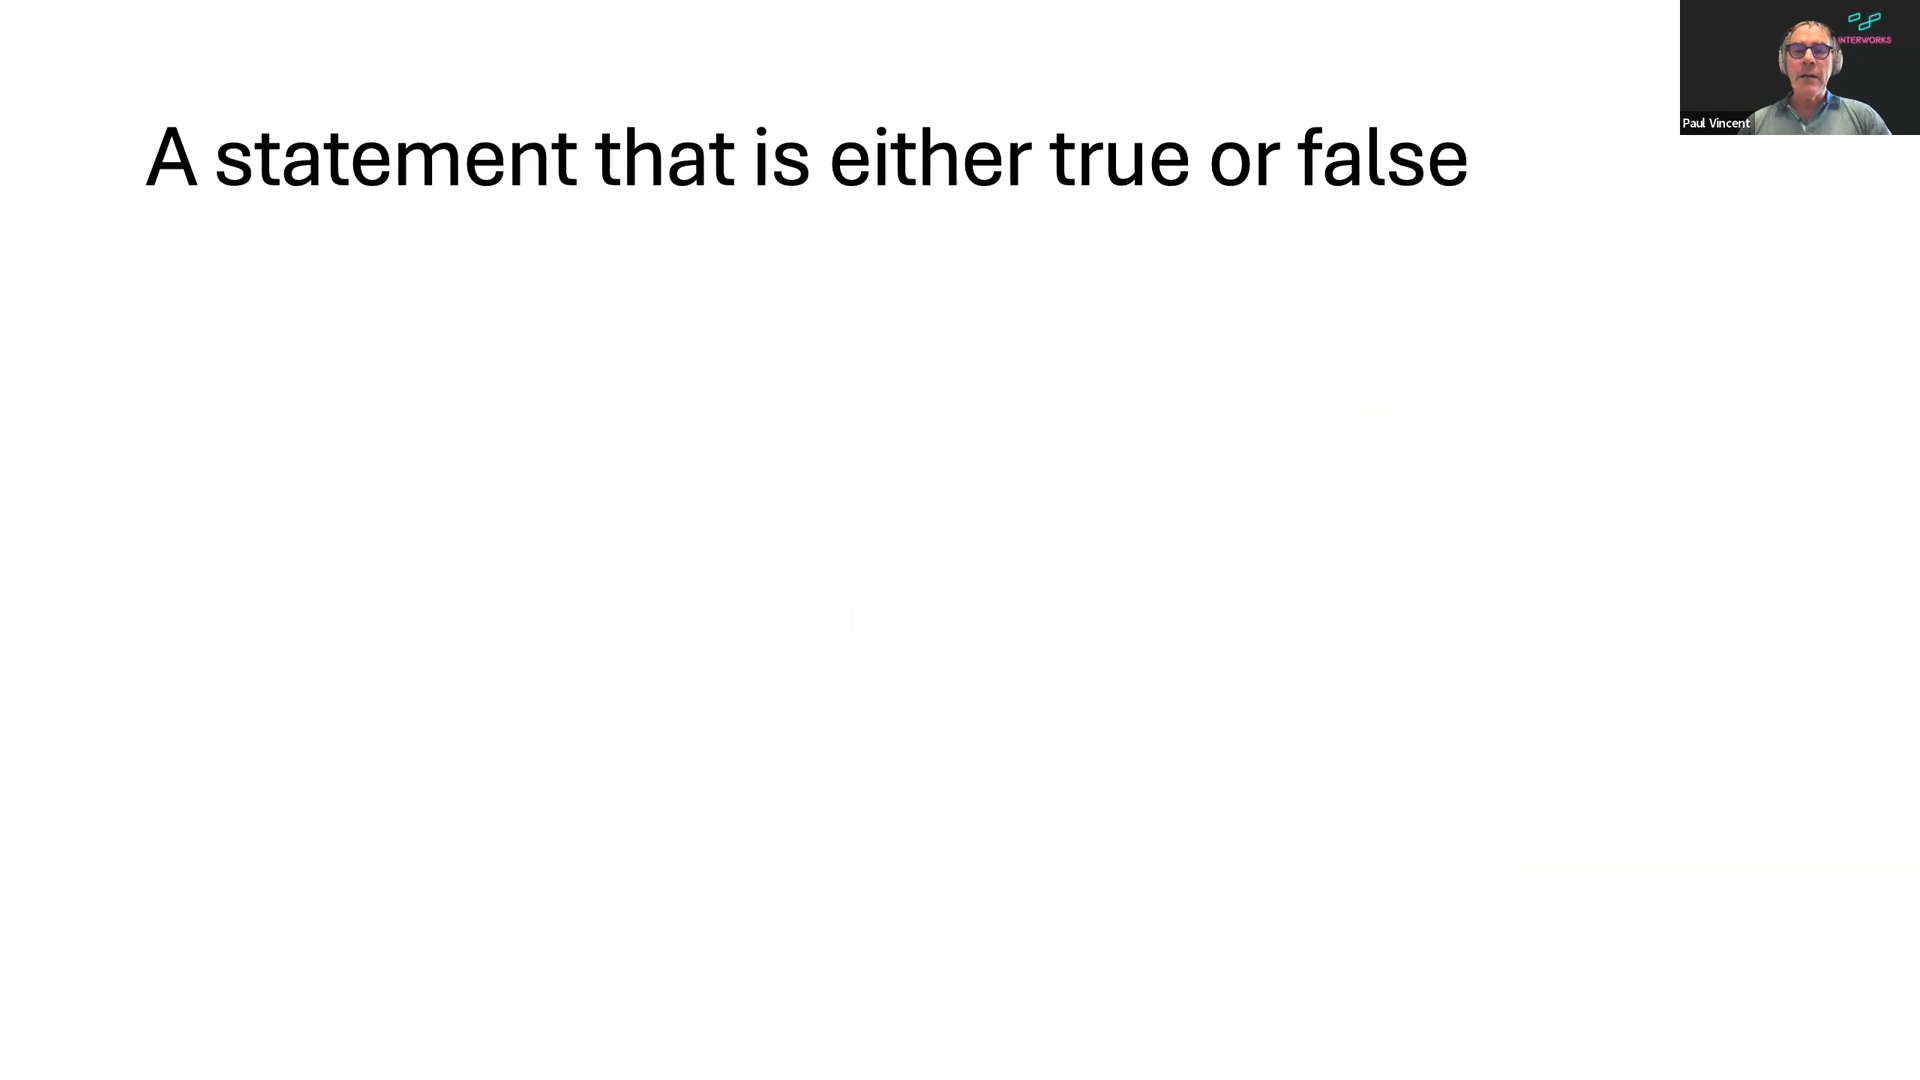 A statement that is either true or false
INTERWORKS
Paul Vincent